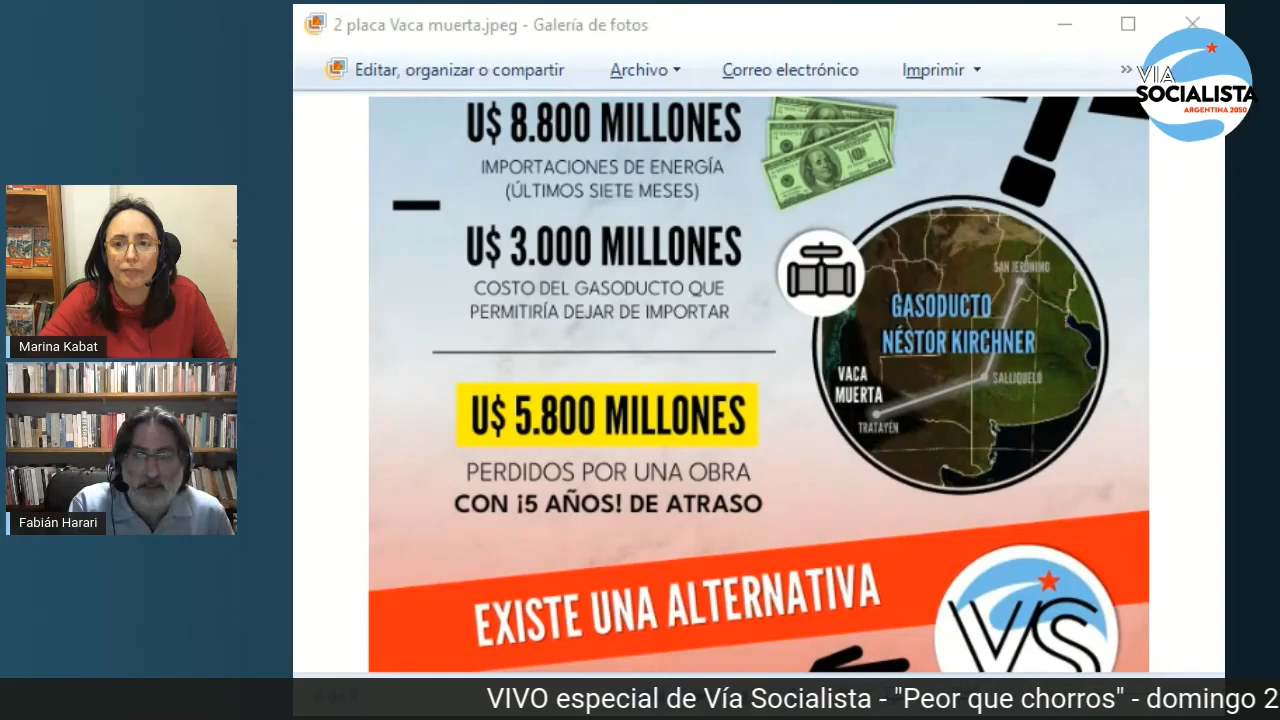 2 placa Vaca muerta.jpeg - Galería de fotos
Editar, organizar o compartir
Archivo
Correo electrónico
Imprimir
»
VIA
SOCIALISTA
ARGENTINA 2050
U$ 8.800 MILLONES
IMPORTACIONES DE ENERGÍA
(ÚLTIMOS SIETE MESES)
U$ 3.000 MILLONES
COSTO DEL GASODUCTO QUE
PERMITIRÍA DEJAR DE IMPORTAR
SAN JERÓNIMO
GASODUCTO
NÉSTOR KIRCHNER
SALLIQUELÓ
VACA
MUERTA
TRATAYÉN
U$ 5.800 MILLONES
PERDIDOS POR UNA OBRA
CON ¡5 AÑOS! DE ATRASO
EXISTE UNA ALTERNATIVA
VS
Marina Kabat
Fabián Harari
VIVO especial de Vía Socialista - "Peor que chorros" - domingo 2